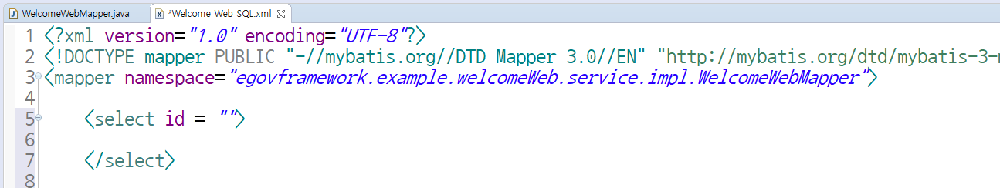 WelcomeWebMapper.java
*Welcome_Web_SQL.xml
1 <?xml version="1.0" encoding="UTF-8"?>
2 <!DOCTYPE mapper PUBLIC "-//mybatis.org//DTD Mapper 3.0//EN" "http://mybatis.org/dtd/mybatis-3-
3 <mapper namespace="egovframework.example.welcomeWeb.service.impl.WelcomeWebMapper">
4
5 <select id = "">
6
7 </select>
8